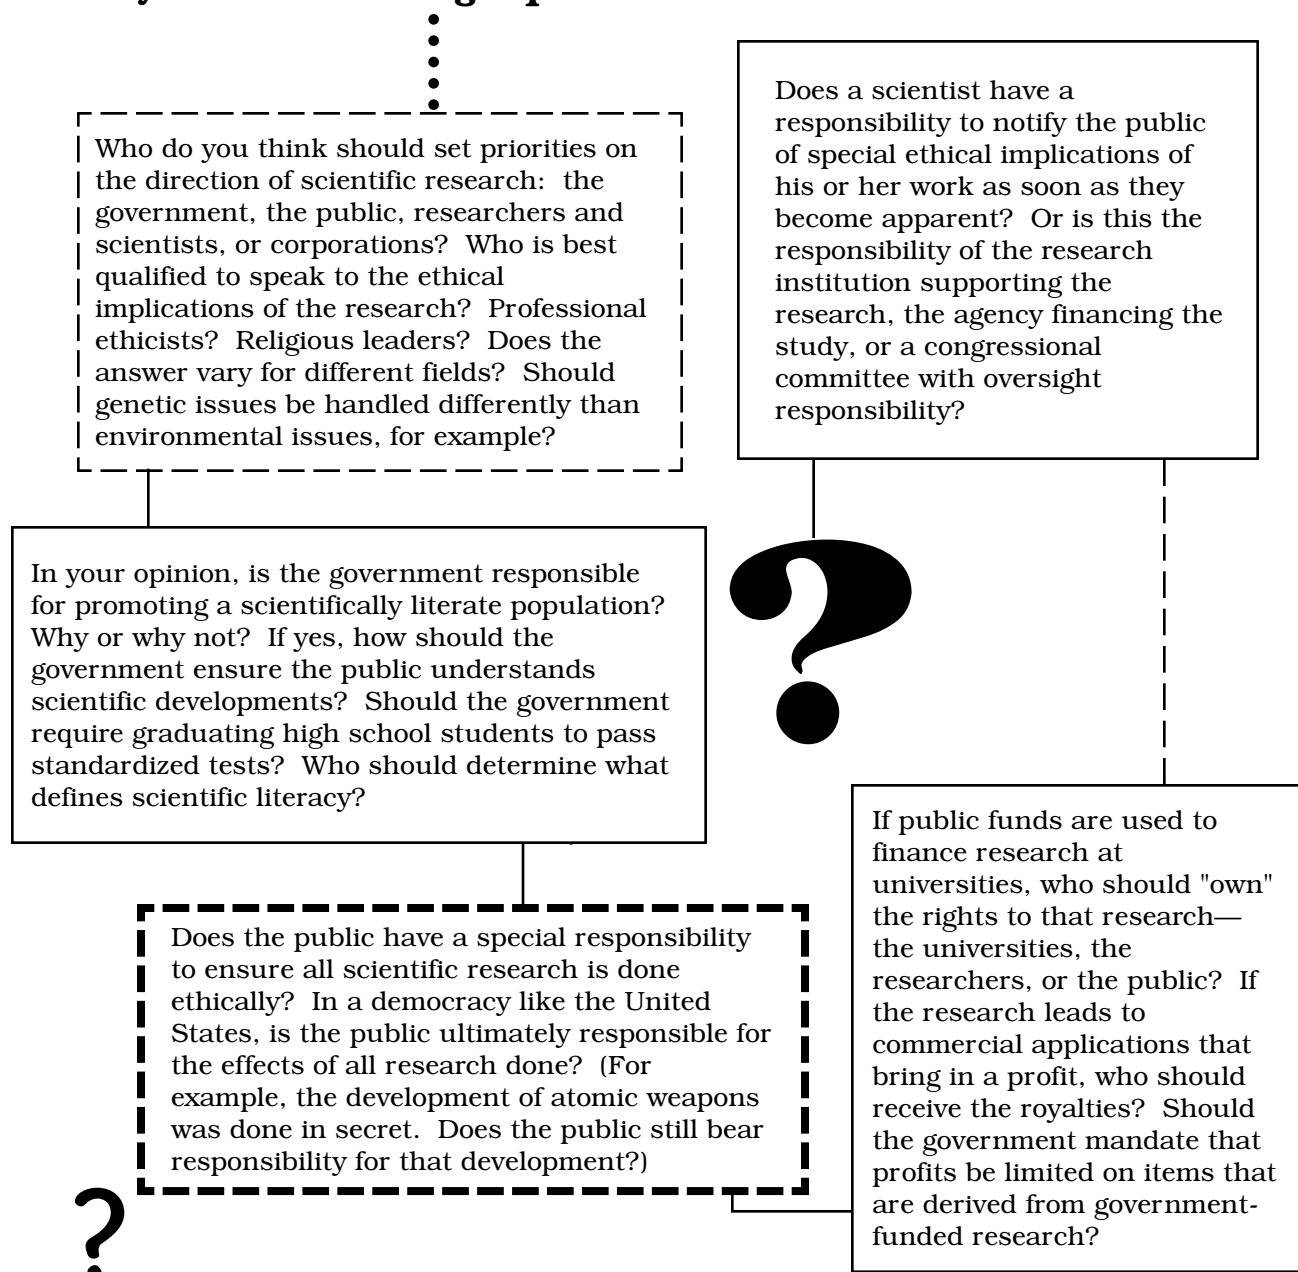 Who do you think should set priorities on
the direction of scientific research:  the
government, the public, researchers and
scientists, or corporations?  Who is best
qualified to speak to the ethical
implications of the research?  Professional
ethicists?  Religious leaders?  Does the
answer vary for different fields?  Should
genetic issues be handled differently than
environmental issues, for example?
Does a scientist have a
responsibility to notify the public
of special ethical implications of
his or her work as soon as they
become apparent?  Or is this the
responsibility of the research
institution supporting the
research, the agency financing the
study, or a congressional
committee with oversight
responsibility?
In your opinion, is the government responsible
for promoting a scientifically literate population?
Why or why not?  If yes, how should the
government ensure the public understands
scientific developments?  Should the government
require graduating high school students to pass
standardized tests?  Who should determine what
defines scientific literacy?
?
Does the public have a special responsibility
to ensure all scientific research is done
ethically?  In a democracy like the United
States, is the public ultimately responsible for
the effects of all research done?  (For
example, the development of atomic weapons
was done in secret.  Does the public still bear
responsibility for that development?)
If public funds are used to
finance research at
universities, who should "own"
the rights to that research—
the universities, the
researchers, or the public?  If
the research leads to
commercial applications that
bring in a profit, who should
receive the royalties?  Should
the government mandate that
profits be limited on items that
are derived from government-
funded research?
?